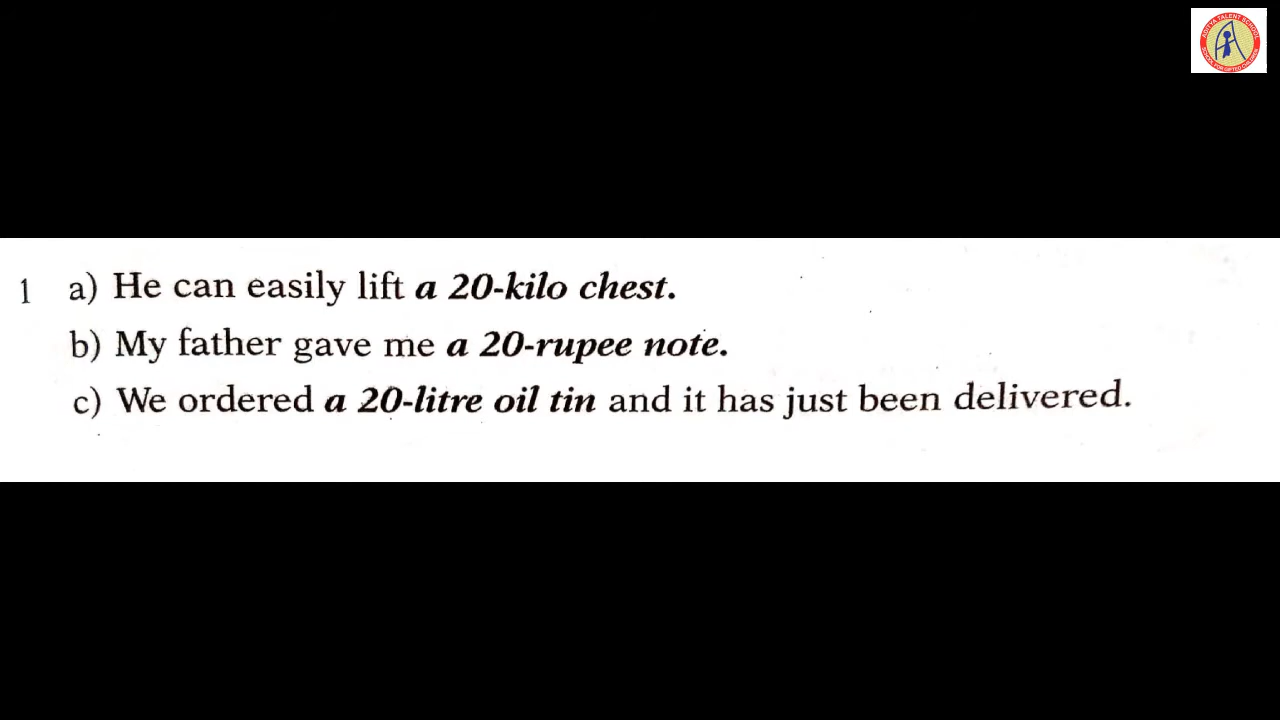 1 a) He can easily lift a 20-kilo chest.
b) My father gave me a 20-rupee note.
c) We ordered a 20-litre oil tin and it has just been delivered.